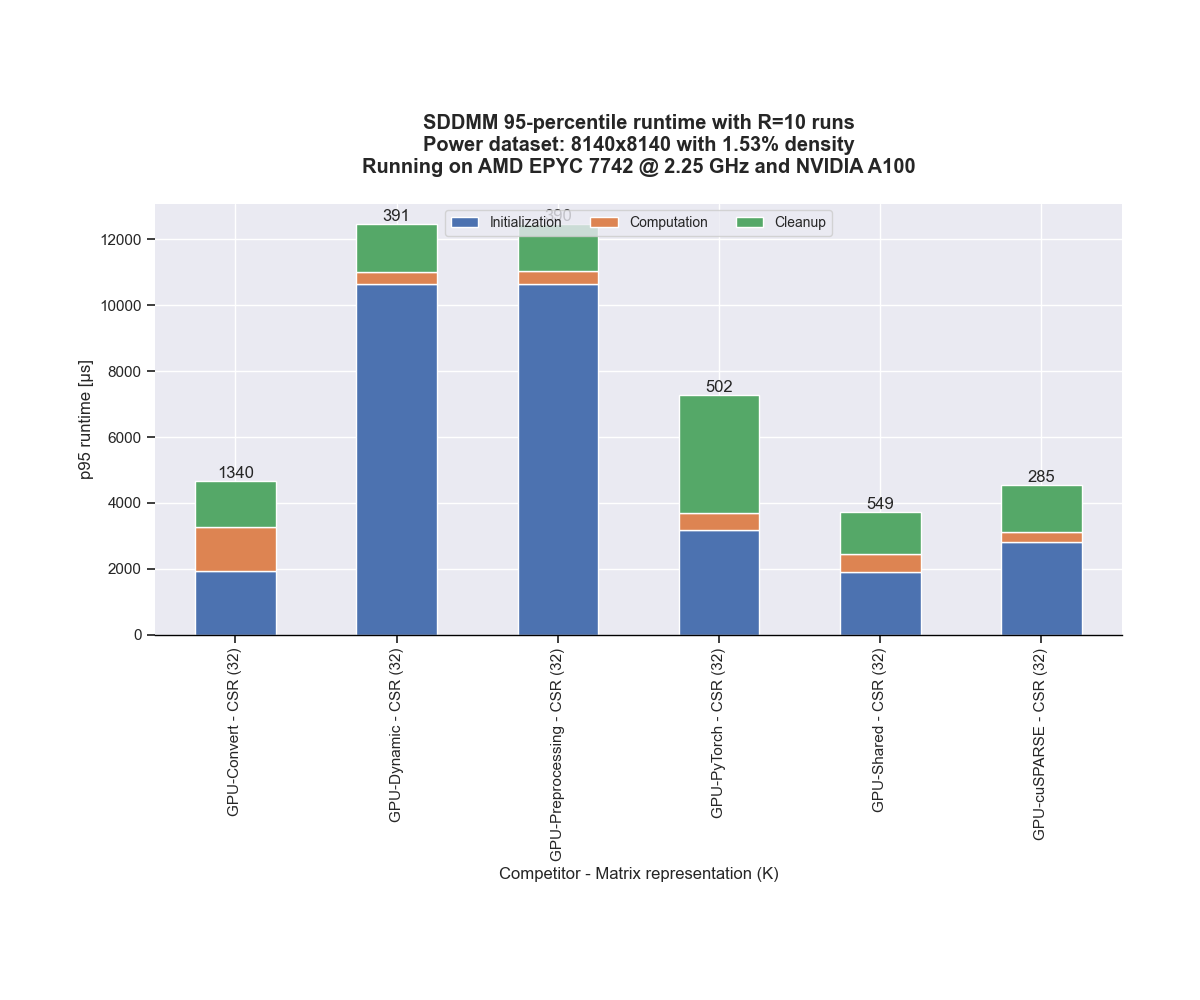 SDDMM 95-percentile runtime with R=10 runs
Power dataset: 8140x8140 with 1.53% density
Running on AMD EPYC 7742 @ 2.25 GHz and NVIDIA A100
391
390
Initialization
Computation
Cleanup
12000
10000
8000
6000
4000
2000
0
p95 runtime [μs]
502
1340
549
285
GPU-Convert - CSR (32)
GPU-Dynamic - CSR (32)
GPU-Preprocessing - CSR (32)
GPU-PyTorch - CSR (32)
GPU-Shared - CSR (32)
GPU-cuSPARSE - CSR (32)
Competitor - Matrix representation (K)